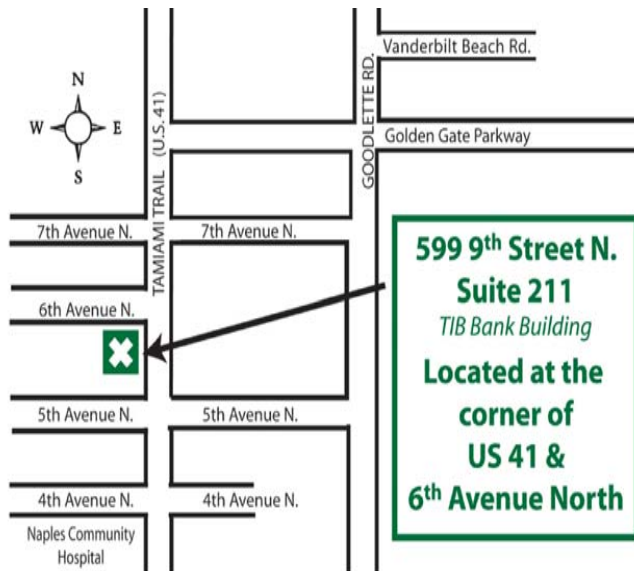 Vanderbilt Beach Rd.
N
W
E
S
TAMIAMI TRAIL (U.S. 41)
GOODLETTE RD.
Golden Gate Parkway
7th Avenue N.
7th Avenue N.
6th Avenue N.
5th Avenue N.
5th Avenue N.
4th Avenue N.
4th Avenue N.
Naples Community
Hospital
599 9th Street N.
Suite 211
TIB Bank Building
Located at the
corner of
US 41 &
6th Avenue North